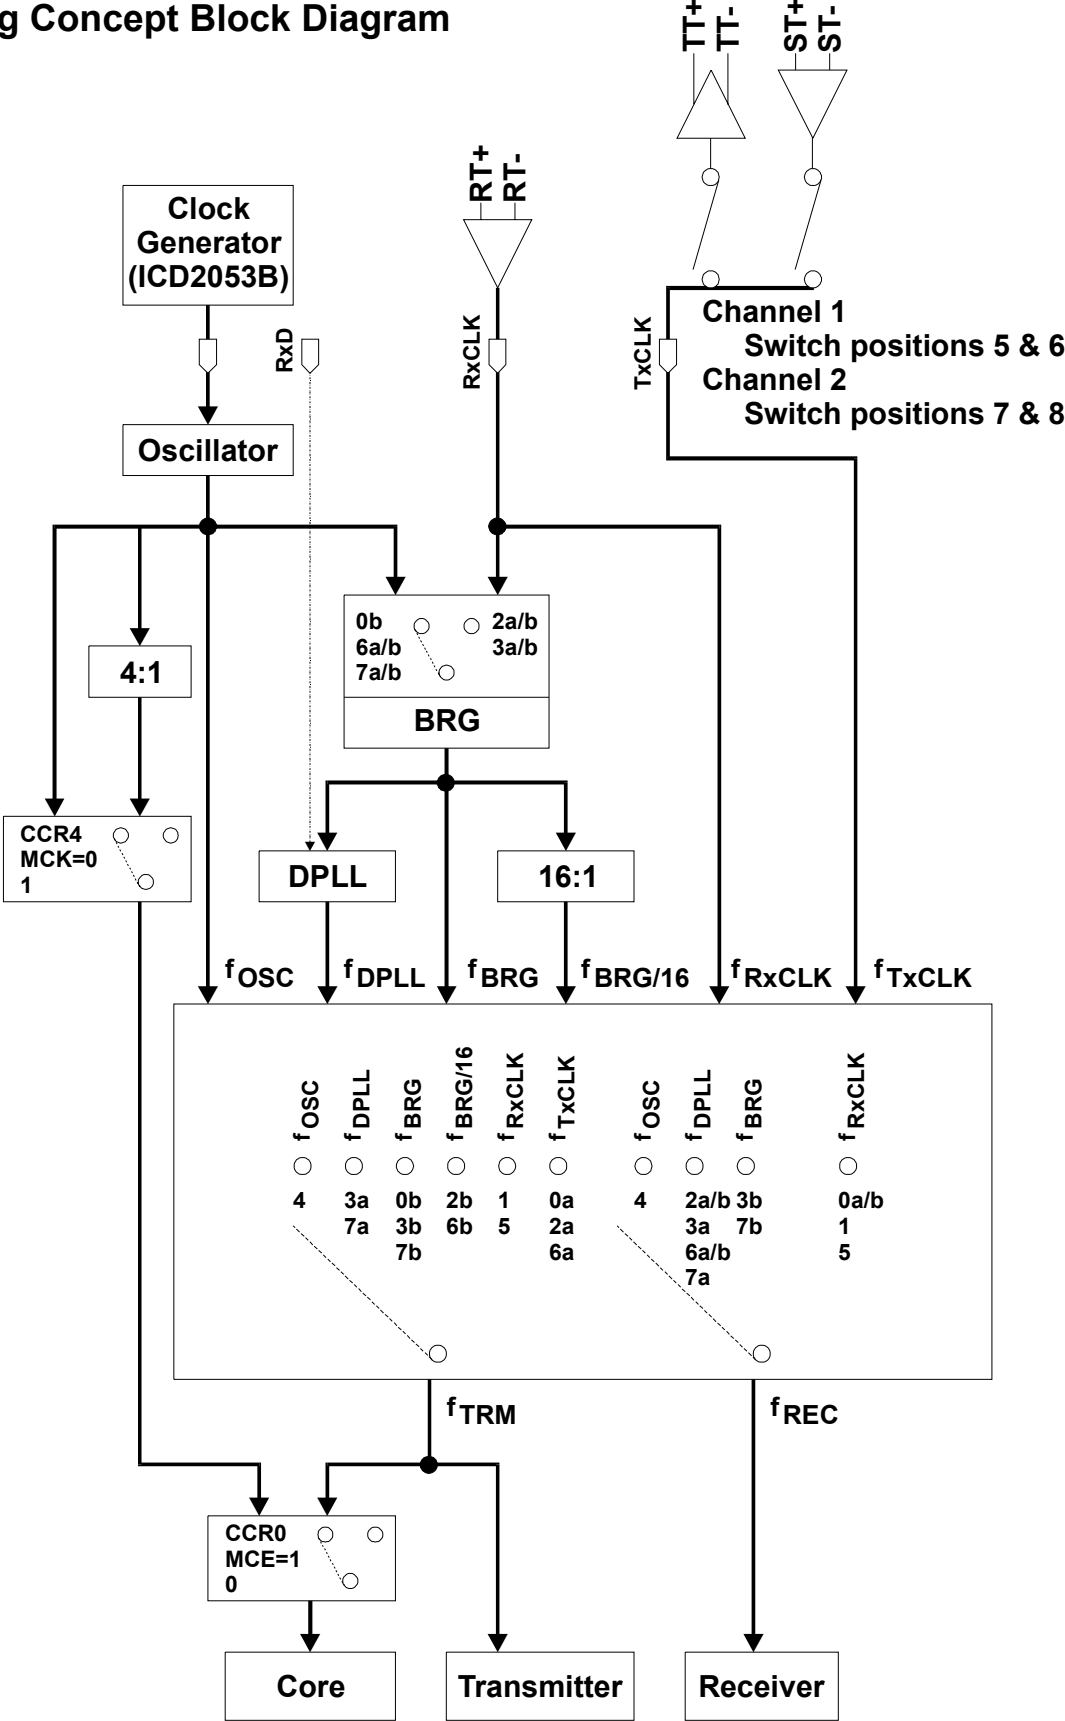 g Concept Block Diagram
TT+
TT-
ST+
ST-
RT+
RT-
Clock
Generator
(ICD2053B)
RxD
RxCLK
TxCLK
Channel 1
Switch positions 5 & 6
Channel 2
Switch positions 7 & 8
Oscillator
0b
6a/b
7a/b
2a/b
3a/b
4:1
BRG
CCR4
MCK=0
1
DPLL
16:1
fOSC
fDPLL
fBRG
fBRG/16
fRxCLK
fTxCLK
fOSC
fDPLL
fBRG
fBRG/16
fRxCLK
fTxCLK
fOSC
fDPLL
fBRG
fRxCLK
4
3a
7a
0b
3b
7b
2b
6b
1
5
0a
2a
6a
4
2a/b
3a
6a/b
7a
3b
7b
0a/b
1
5
fTRM
fREC
CCR0
MCE=1
0
Core
Transmitter
Receiver